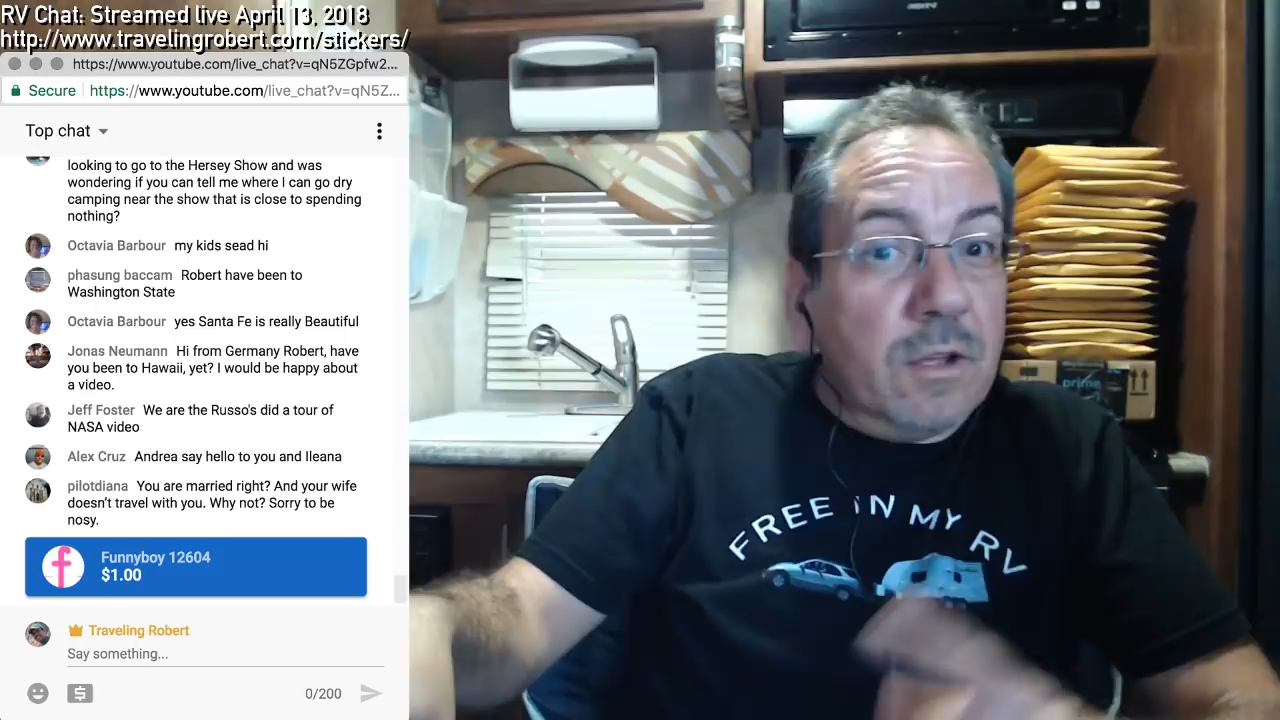 RV Chat: Streamed live April 13, 2018
http://www.travelingrobert.com/stickers/
https://www.youtube.com/live_chat?v=qN5ZGpfw2...
Secure https://www.youtube.com/live_chat?v=qN5Z...
Top chat
looking to go to the Hersey Show and was
wondering if you can tell me where I can go dry
camping near the show that is close to spending
nothing?
Octavia Barbour my kids sead hi
phasung baccam Robert have been to
Washington State
Octavia Barbour yes Santa Fe is really Beautiful
Jonas Neumann Hi from Germany Robert, have
you been to Hawaii, yet? I would be happy about
a video.
Jeff Foster We are the Russo's did a tour of
NASA video
Alex Cruz Andrea say hello to you and Ileana
pilotdiana You are married right? And your wife
doesn't travel with you. Why not? Sorry to be
nosy.
f
Funnyboy 12604
$1.00
Traveling Robert
Say something...
0/200
SONY
prime
FREE IN MY RV